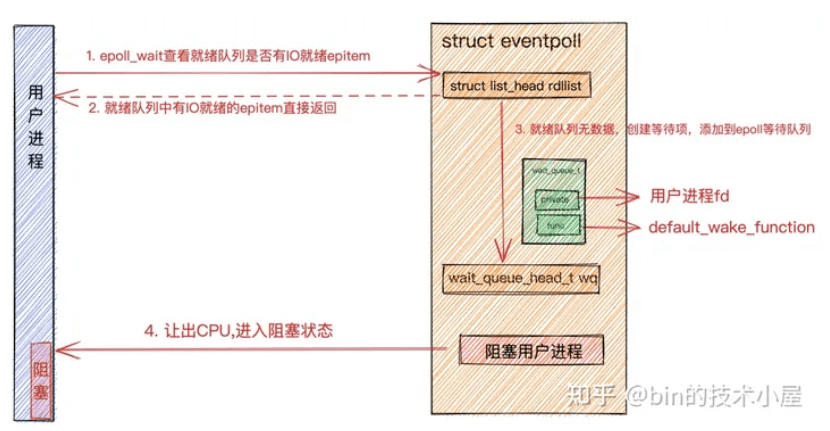 struct eventpoll
1. epoll_wait查看就绪队列是否有IO就绪epitem
struct list_head rdllist
2. 就绪队列中有IO就绪的epitem直接返回
用户进程
3. 就绪队列无数据，创建等待项，添加到epoll等待队列
wait_queue_t
private
用户进程fd
func
default_wake_function
wait_queue_head_t wq
4. 让出CPU,进入阻塞状态
阻塞用户进程
阻塞
知乎 @bin的技术小屋